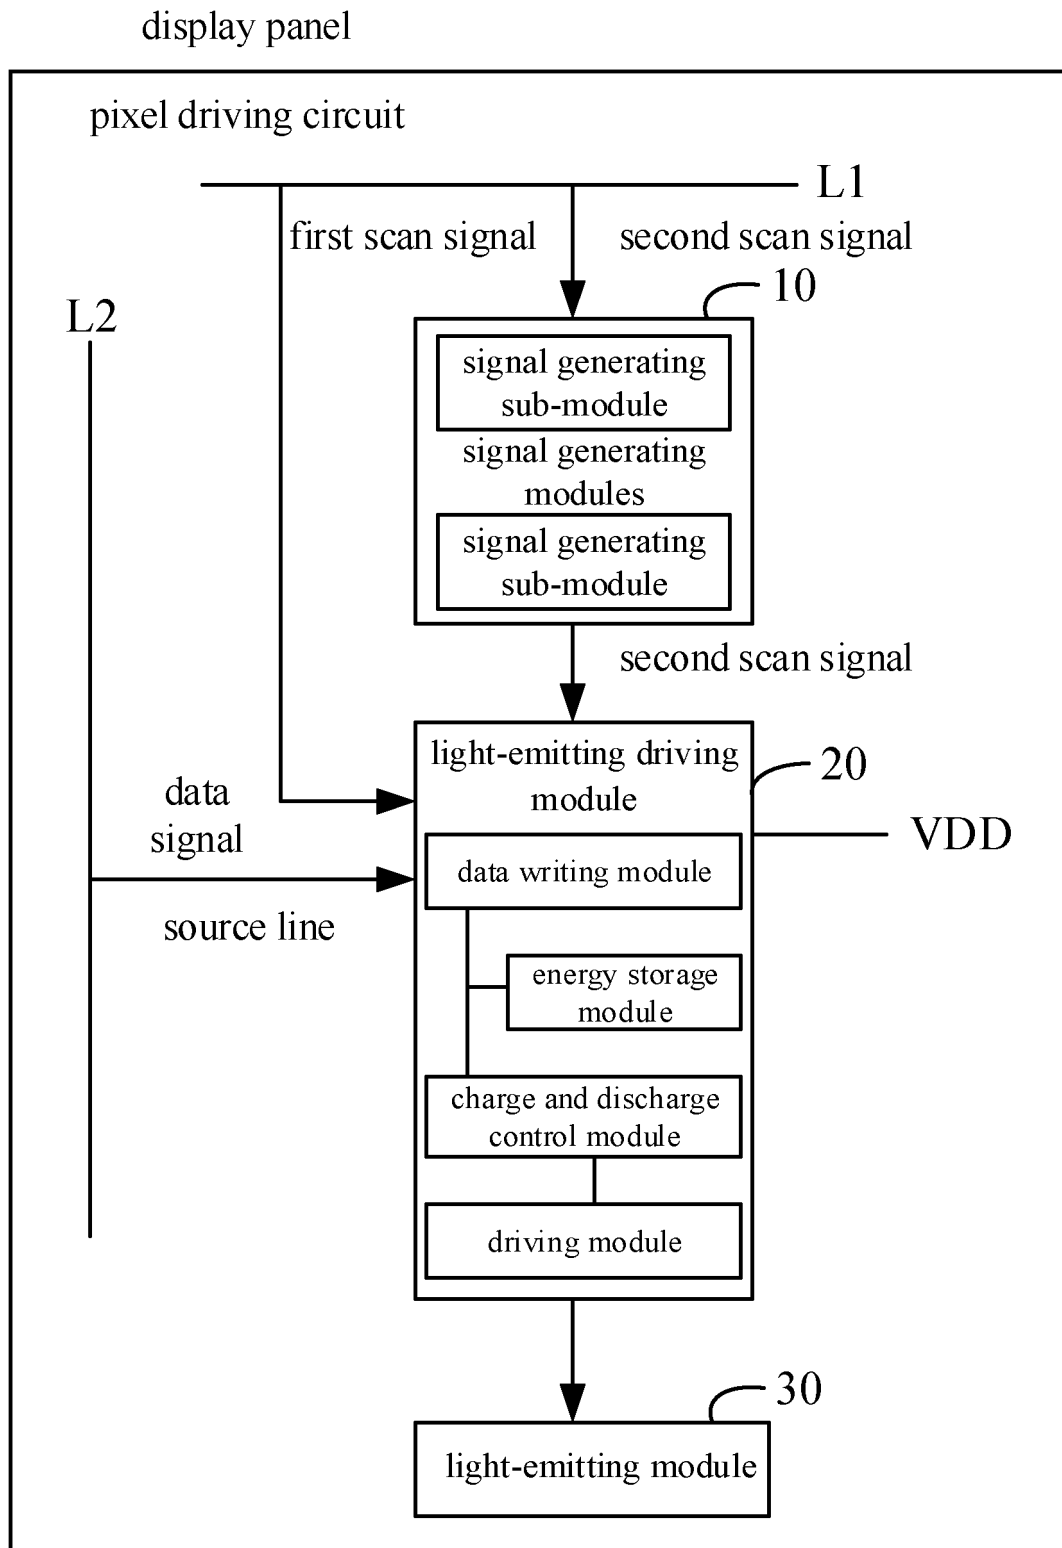 display panel
pixel driving circuit
L1
first scan signal
second scan signal
10
L2
signal generating
sub-module
signal generating
modules
signal generating
sub-module
second scan signal
light-emitting driving
module
20
data
signal
VDD
data writing module
source line
energy storage
module
charge and discharge
control module
driving module
30
light-emitting module